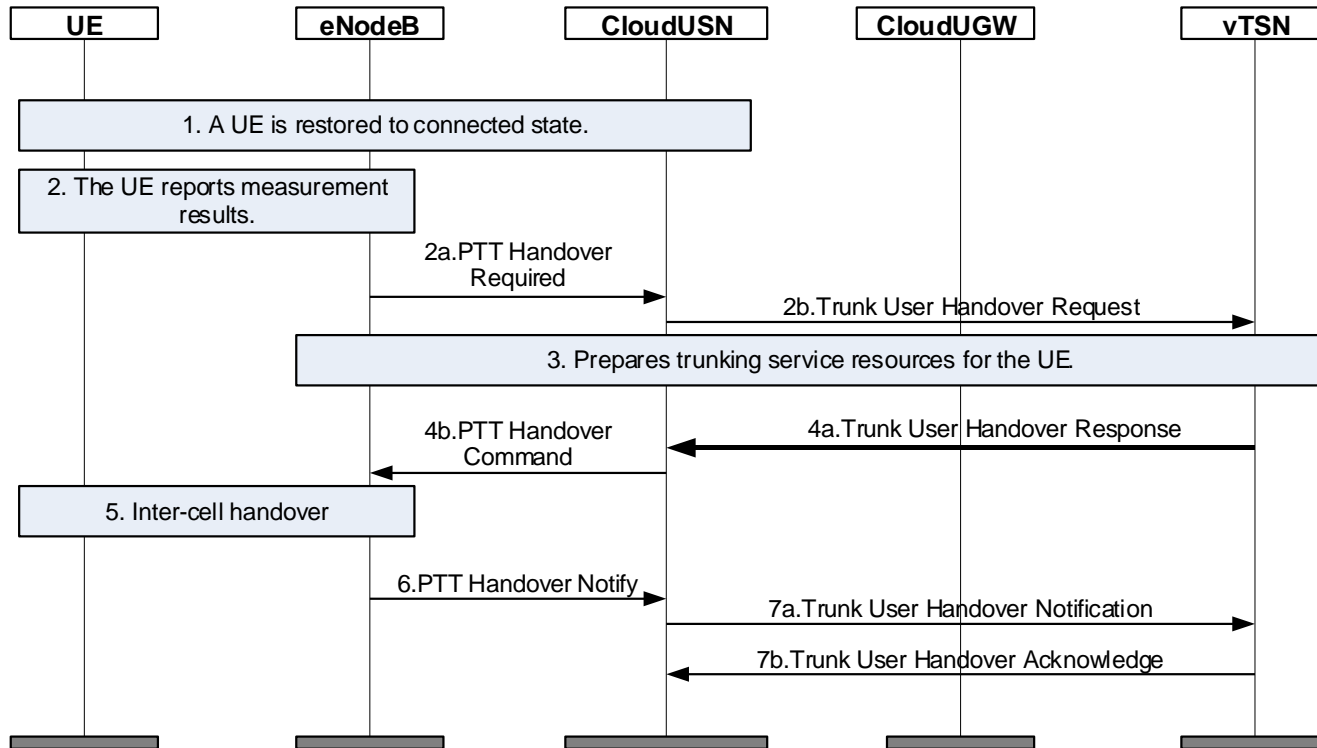 UE
eNodeB
CloudUSN
CloudUGW
vTSN
1. A UE is restored to connected state.
2. The UE reports measurement
results.
2a.PTT Handover
Required
2b.Trunk User Handover Request
3. Prepares trunking service resources for the UE.
4b.PTT Handover
Command
4a.Trunk User Handover Response
5. Inter-cell handover
6.PTT Handover Notify
7a.Trunk User Handover Notification
7b.Trunk User Handover Acknowledge